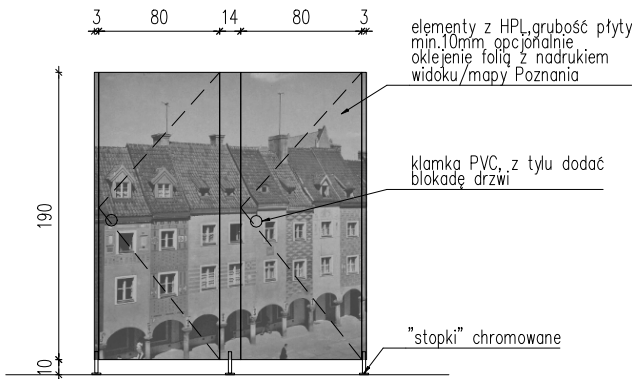 3 80 14 80 3
elementy z HPL,grubość płyty
min.10mm opcjonalnie
oklejenie folią z nadrukiem
widoku/mapy Poznania
klamka PVC, z tylu dodać
blokadę drzwi
190
"stopki" chromowane
10